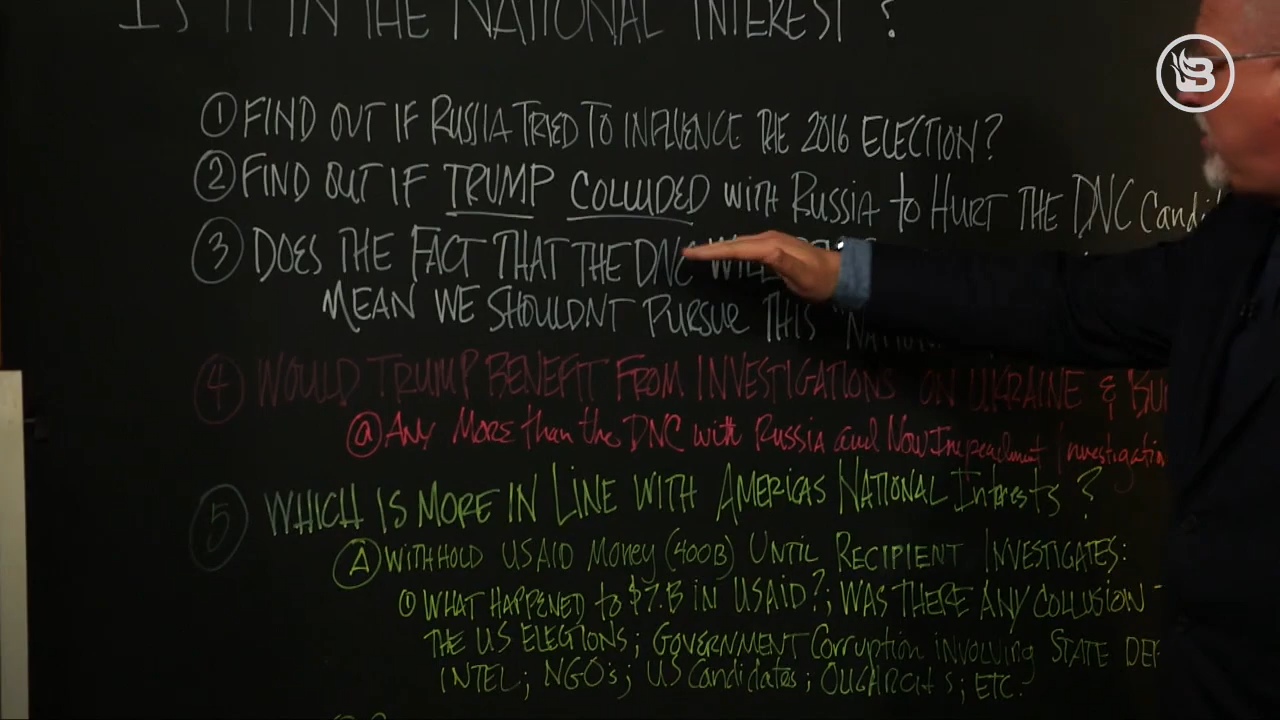 IS IT IN THE NATIONAL INTEREST?
① FIND OUT IF RUSSIA TRIED TO INFLUENCE THE 2016 ELECTION?
② FIND OUT IF TRUMP COLLUDED with Russia to HURT THE DNC Candi
③ DOES THE FACT THAT THE DNC
MEAN WE SHOULDNT PURSUE THIS "NATION
④ WOULD TRUMP BENEFIT FROM INVESTIGATIONS ON UKRAINE &
ⓐ ANY MORE than the DNC with Russia and Now Impeachment Investigation
⑤ WHICH IS MORE IN LINE WITH AMERICAS NATIONAL INterests?
Ⓐ WITHHOLD USAID MONEY (400B) UNTIL RECIPIENT INVESTIGATES:
① WHAT HAPPENED to $7.B IN USAID?; WAS THERE ANY COLLUSION -
THE U.S ELECTIONS; GOVERNMENT Corruption involving STATE DEP
INTEL; NGO's; US Candidates; OLIGARCHS; ETC.
B